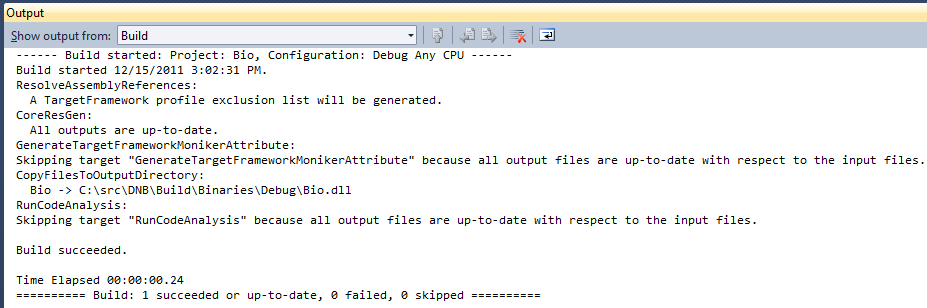 Output
Show output from: Build
------ Build started: Project: Bio, Configuration: Debug Any CPU ------
Build started 12/15/2011 3:02:31 PM.
ResolveAssemblyReferences:
  A TargetFramework profile exclusion list will be generated.
CoreResGen:
  All outputs are up-to-date.
GenerateTargetFrameworkMonikerAttribute:
Skipping target "GenerateTargetFrameworkMonikerAttribute" because all output files are up-to-date with respect to the input files.
CopyFilesToOutputDirectory:
  Bio -> C:\src\DNB\Build\Binaries\Debug\Bio.dll
RunCodeAnalysis:
Skipping target "RunCodeAnalysis" because all output files are up-to-date with respect to the input files.
Build succeeded.
Time Elapsed 00:00:00.24
========== Build: 1 succeeded or up-to-date, 0 failed, 0 skipped ==========